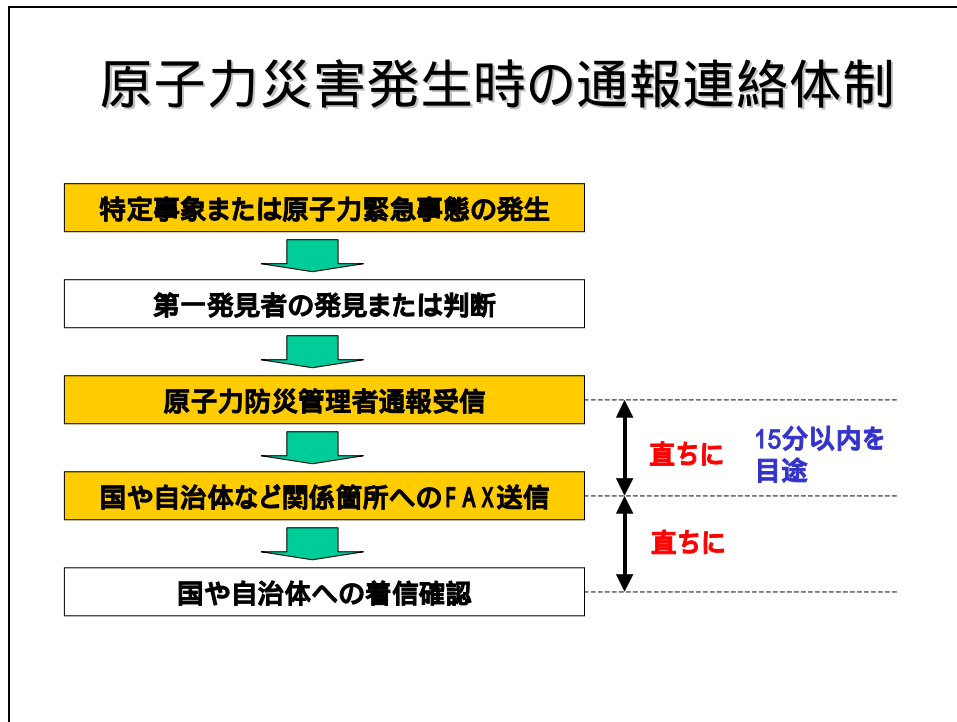 原子力災害発生時の通報連絡体制
特定事象または原子力緊急事態の発生
第一発見者の発見または判断
原子力防災管理者通報受信
直ちに
15分以内を
目途
国や自治体など関係箇所へのFAX送信
直ちに
国や自治体への着信確認